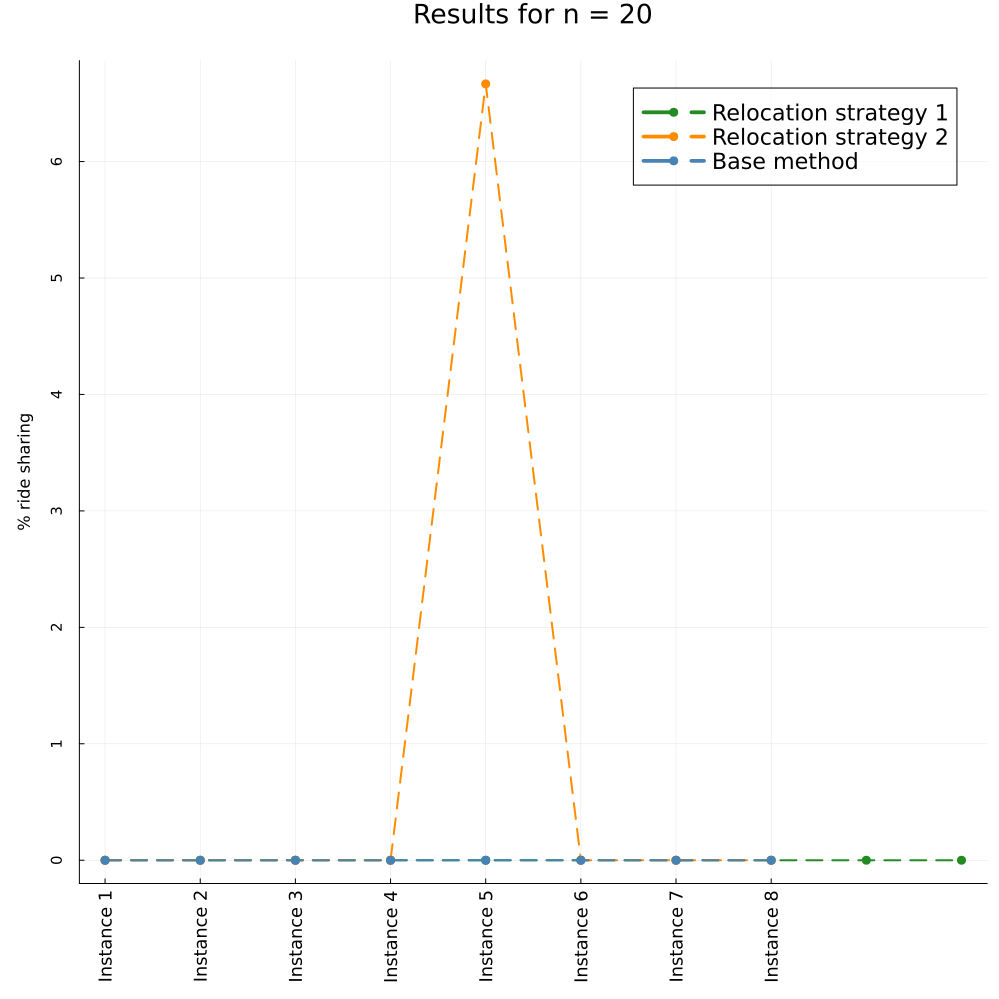 Results for n = 20
Relocation strategy 1
Relocation strategy 2
Base method
% ride sharing
6
5
4
3
2
1
0
Instance 1
Instance 2
Instance 3
Instance 4
Instance 5
Instance 6
Instance 7
Instance 8